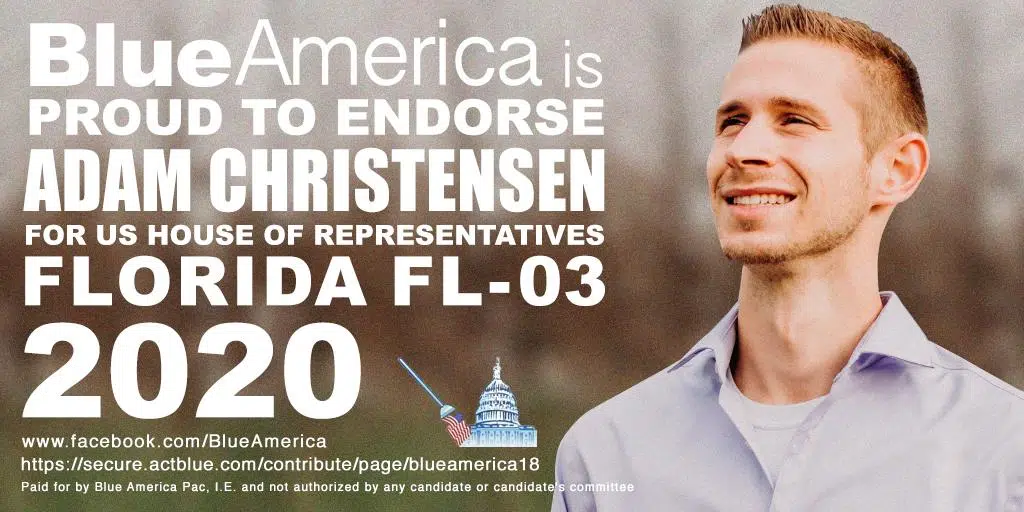 BlueAmerica is
PROUD TO ENDORSE
ADAM CHRISTENSEN
FOR US HOUSE OF REPRESENTATIVES
FLORIDA FL-03
2020
www.facebook.com/BlueAmerica
https://secure.actblue.com/contribute/page/blueamerica18
Paid for by Blue America Pac, I.E. and not authorized by any candidate or candidate's committee